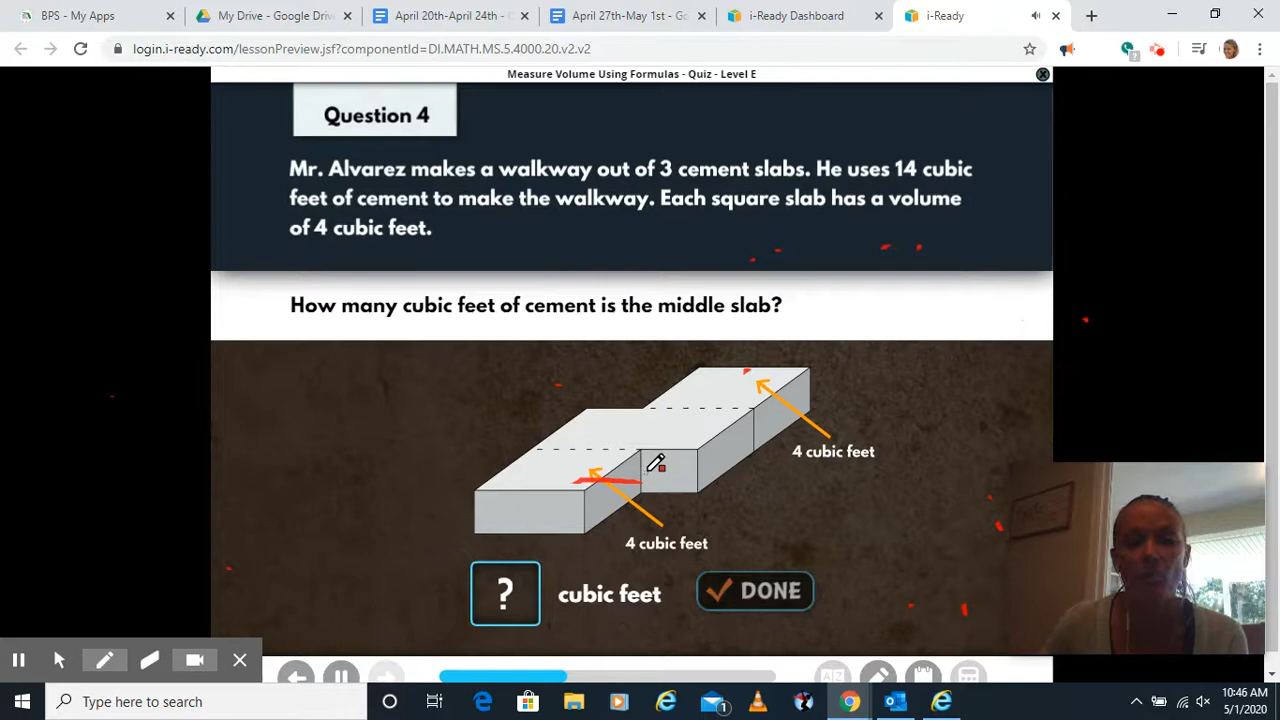 BPS - My Apps
My Drive - Google Driv
April 20th-April 24th - G
April 27th-May 1st - Go
i-Ready Dashboard
i-Ready
login.i-ready.com/lessonPreview.jsf?componentId=DI.MATH.MS.5.4000.20.v2.v2
Measure Volume Using Formulas - Quiz - Level E
Question 4
Mr. Alvarez makes a walkway out of 3 cement slabs. He uses 14 cubic
feet of cement to make the walkway. Each square slab has a volume
of 4 cubic feet.
How many cubic feet of cement is the middle slab?
4 cubic feet
4 cubic feet
? cubic feet
DONE
Type here to search
1
10:46 AM
5/1/2020